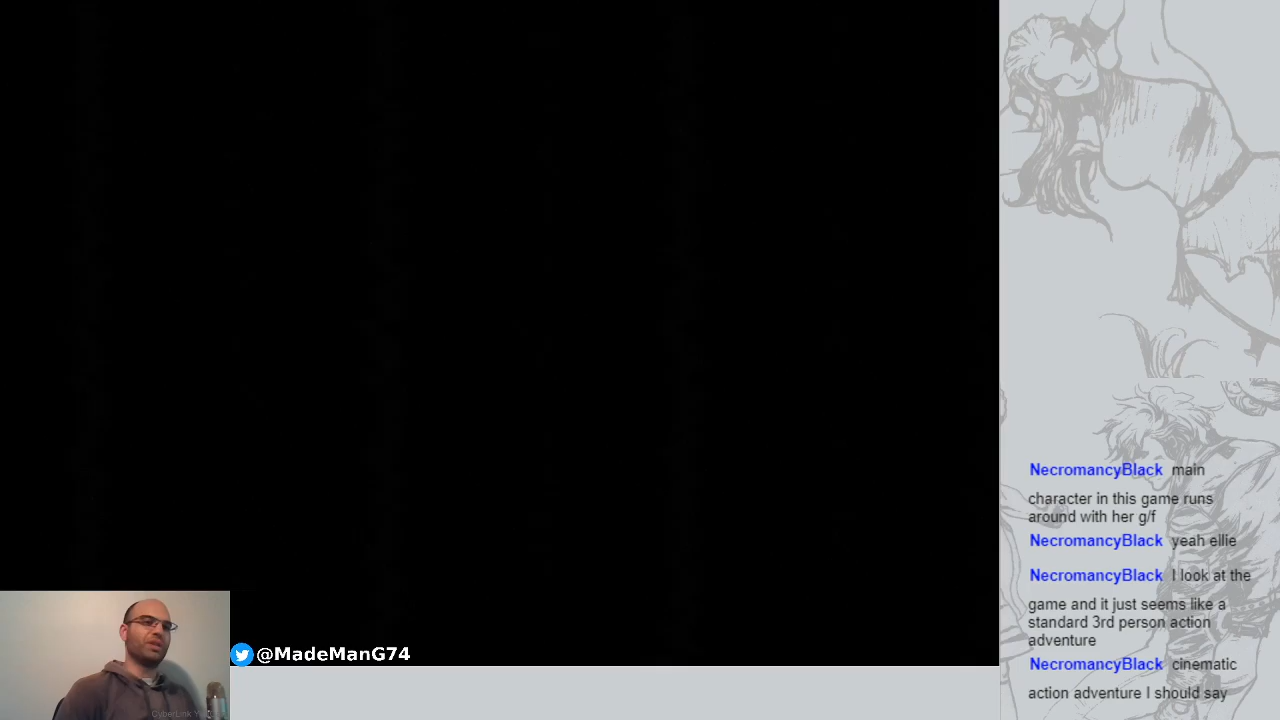 NecromancyBlack main
character in this game runs
around with her g/f
NecromancyBlack yeah ellie
NecromancyBlack I look at the
game and it just seems like a
standard 3rd person action
adventure
@MadeManG74
NecromancyBlack cinematic
action adventure I should say
CyberLink